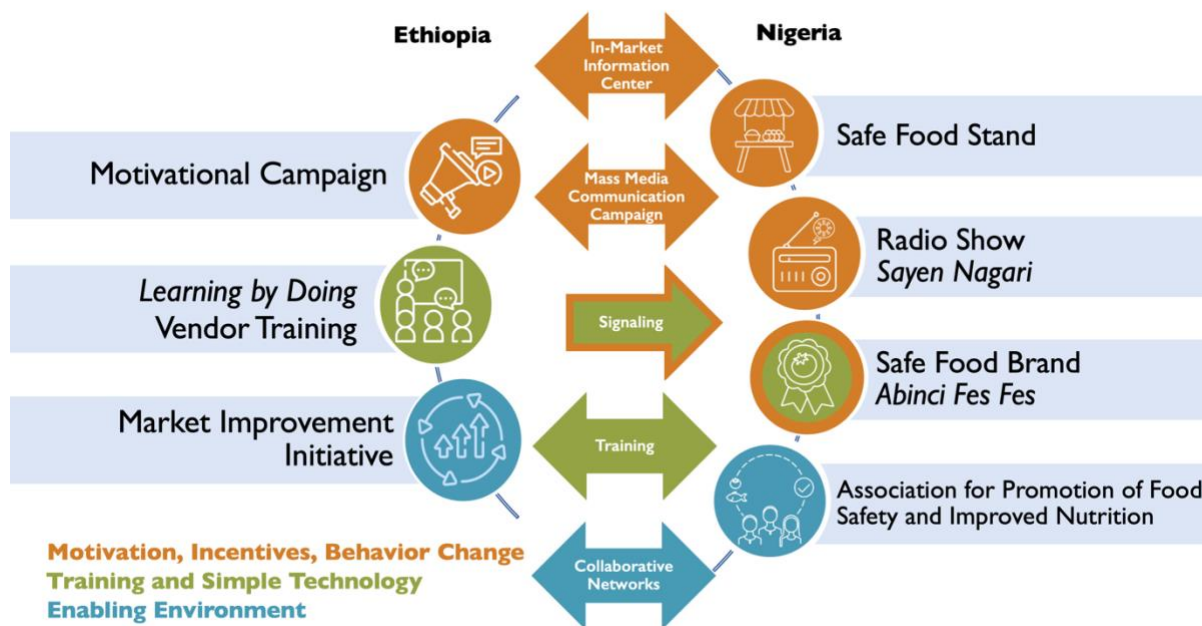 Ethiopia
Nigeria
In-Market
Information
Center
Safe Food Stand
Motivational Campaign
Mass Media
Communication
Campaign
Radio Show
Sayen Nagari
Learning by Doing
Vendor Training
Signaling
Safe Food Brand
Abinci Fes Fes
Market Improvement
Initiative
Training
Association for Promotion of Food
Safety and Improved Nutrition
Motivation, Incentives, Behavior Change
Training and Simple Technology
Enabling Environment
Collaborative
Networks